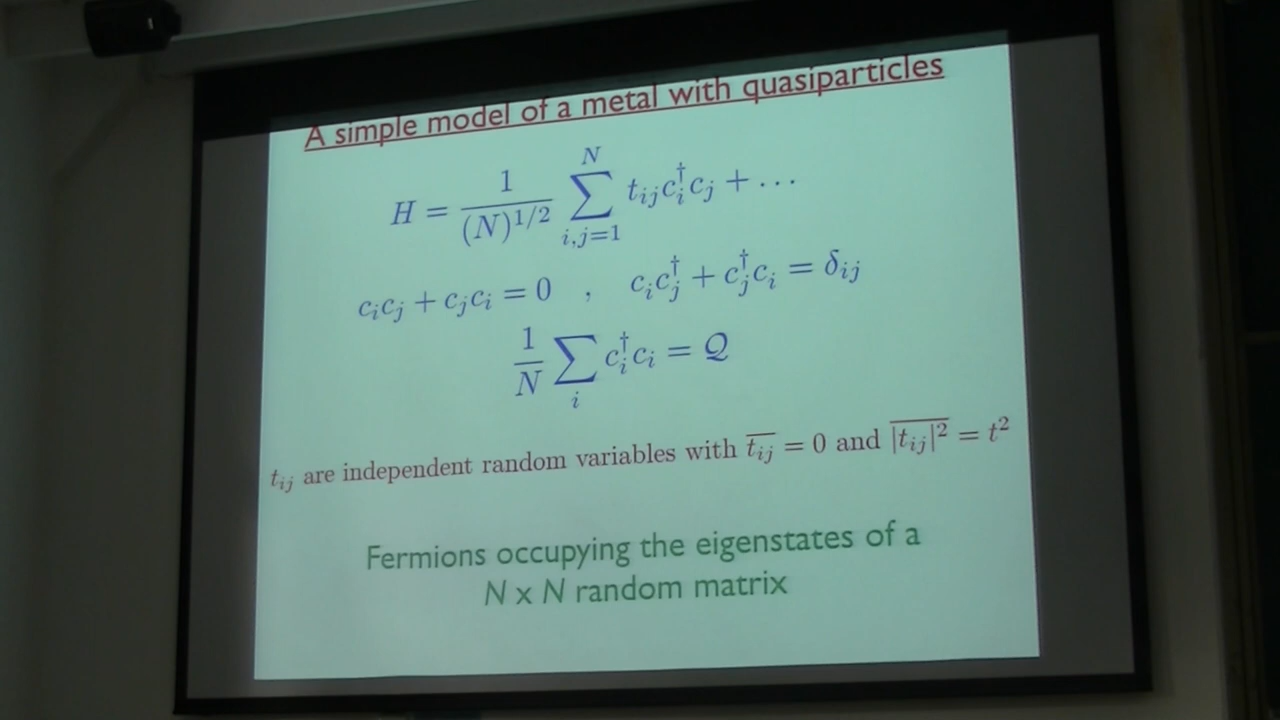 A simple model of a metal with quasiparticles
H = \frac{1}{(N)^{1/2}} \sum_{i,j=1}^{N} t_{ij} c_i^\dagger c_j + \dots
c_i c_j + c_j c_i = 0 \quad , \quad c_i c_j^\dagger + c_j^\dagger c_i = \delta_{ij}
\frac{1}{N} \sum_i c_i^\dagger c_i = \mathcal{Q}
t_{ij} are independent random variables with \overline{t_{ij}} = 0 and \overline{|t_{ij}|^2} = t^2
Fermions occupying the eigenstates of a
N x N random matrix